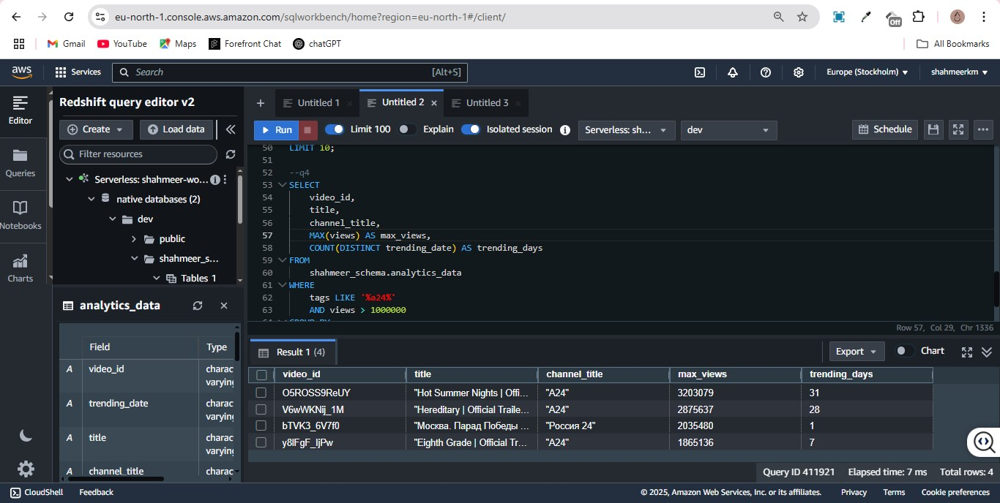 eu-north-1.console.aws.amazon.com/sqlworkbench/home?region=eu-north-1#/client/
Off
Gmail YouTube Maps Forefront Chat chatGPT All Bookmarks
aws Services Search [Alt+S] Europe (Stockholm) shahmeerkm
Editor
Queries
Notebooks
Charts
Redshift query editor v2
Create Load data
Filter resources
Serverless: shahmeer-wo...
native databases (2)
dev
public
shahmeer_s...
Tables 1
analytics_data
Field Type
A video_id charac
varying
A trending_date charac
varying
A title charac
varying
A channel_title charac
+ Untitled 1 × Untitled 2 × Untitled 3 ×
Run Limit 100 Explain Isolated session Serverless: sh... dev Schedule
50 LIMIT 10;
51
52 --q4
53 SELECT
54 video_id,
55 title,
56 channel_title,
57 MAX(views) AS max_views,
58 COUNT(DISTINCT trending_date) AS trending_days
59 FROM
60 shahmeer_schema.analytics_data
61 WHERE
62 tags LIKE '%a24%'
63 AND views > 1000000
64 GROUP BY
Row 57, Col 29, Chr 1336
Result 1 (4) Export Chart
video_id title channel_title max_views trending_days
O5ROSS9ReUY "Hot Summer Nights | Offi... "A24" 3203079 31
V6wWKNij_1M "Hereditary | Official Traile... "A24" 2875637 28
bTVK3_6V7f0 "Москва. Парад Победы ... "Россия 24" 2035480 1
y8lFgF_IjPw "Eighth Grade | Official Tr... "A24" 1865136 7
Query ID 411921 Elapsed time: 7 ms Total rows: 4
CloudShell Feedback © 2025, Amazon Web Services, Inc. or its affiliates. Privacy Terms Cookie preferences